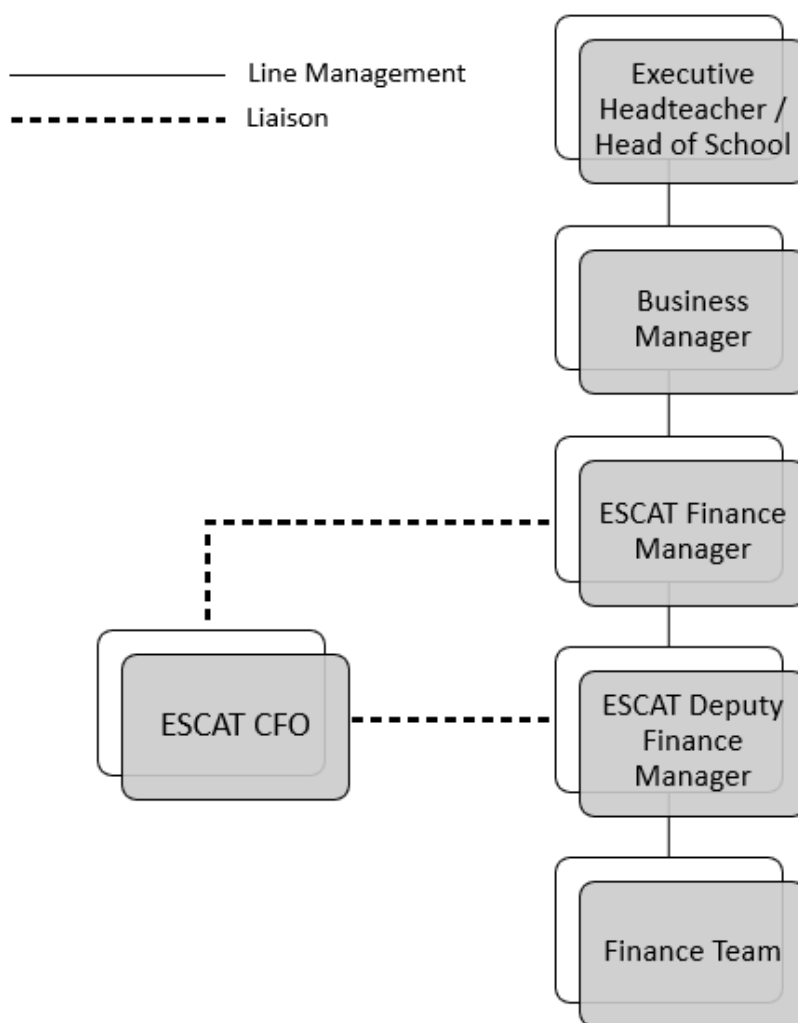 Line Management
Liaison
Executive
Headteacher /
Head of School
Business
Manager
ESCAT Finance
Manager
ESCAT CFO
ESCAT Deputy
Finance
Manager
Finance Team